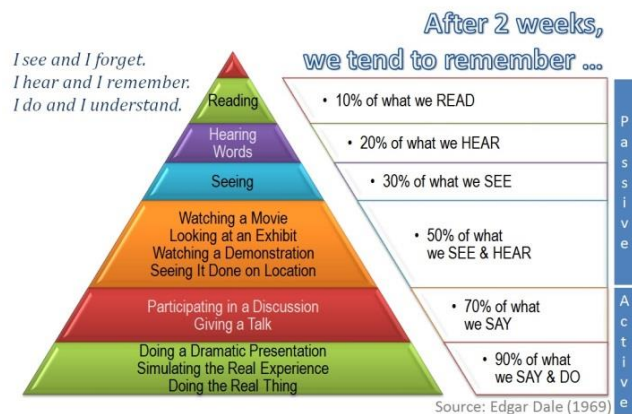 After 2 weeks,
we tend to remember ...
I see and I forget.
I hear and I remember.
I do and I understand.
Reading
• 10% of what we READ
Hearing
Words
• 20% of what we HEAR
Seeing
• 30% of what we SEE
Watching a Movie
Looking at an Exhibit
Watching a Demonstration
Seeing It Done on Location
• 50% of what
we SEE & HEAR
Participating in a Discussion
Giving a Talk
• 70% of what
we SAY
Doing a Dramatic Presentation
Simulating the Real Experience
Doing the Real Thing
• 90% of what
we SAY & DO
Passive
Active
Source: Edgar Dale (1969)